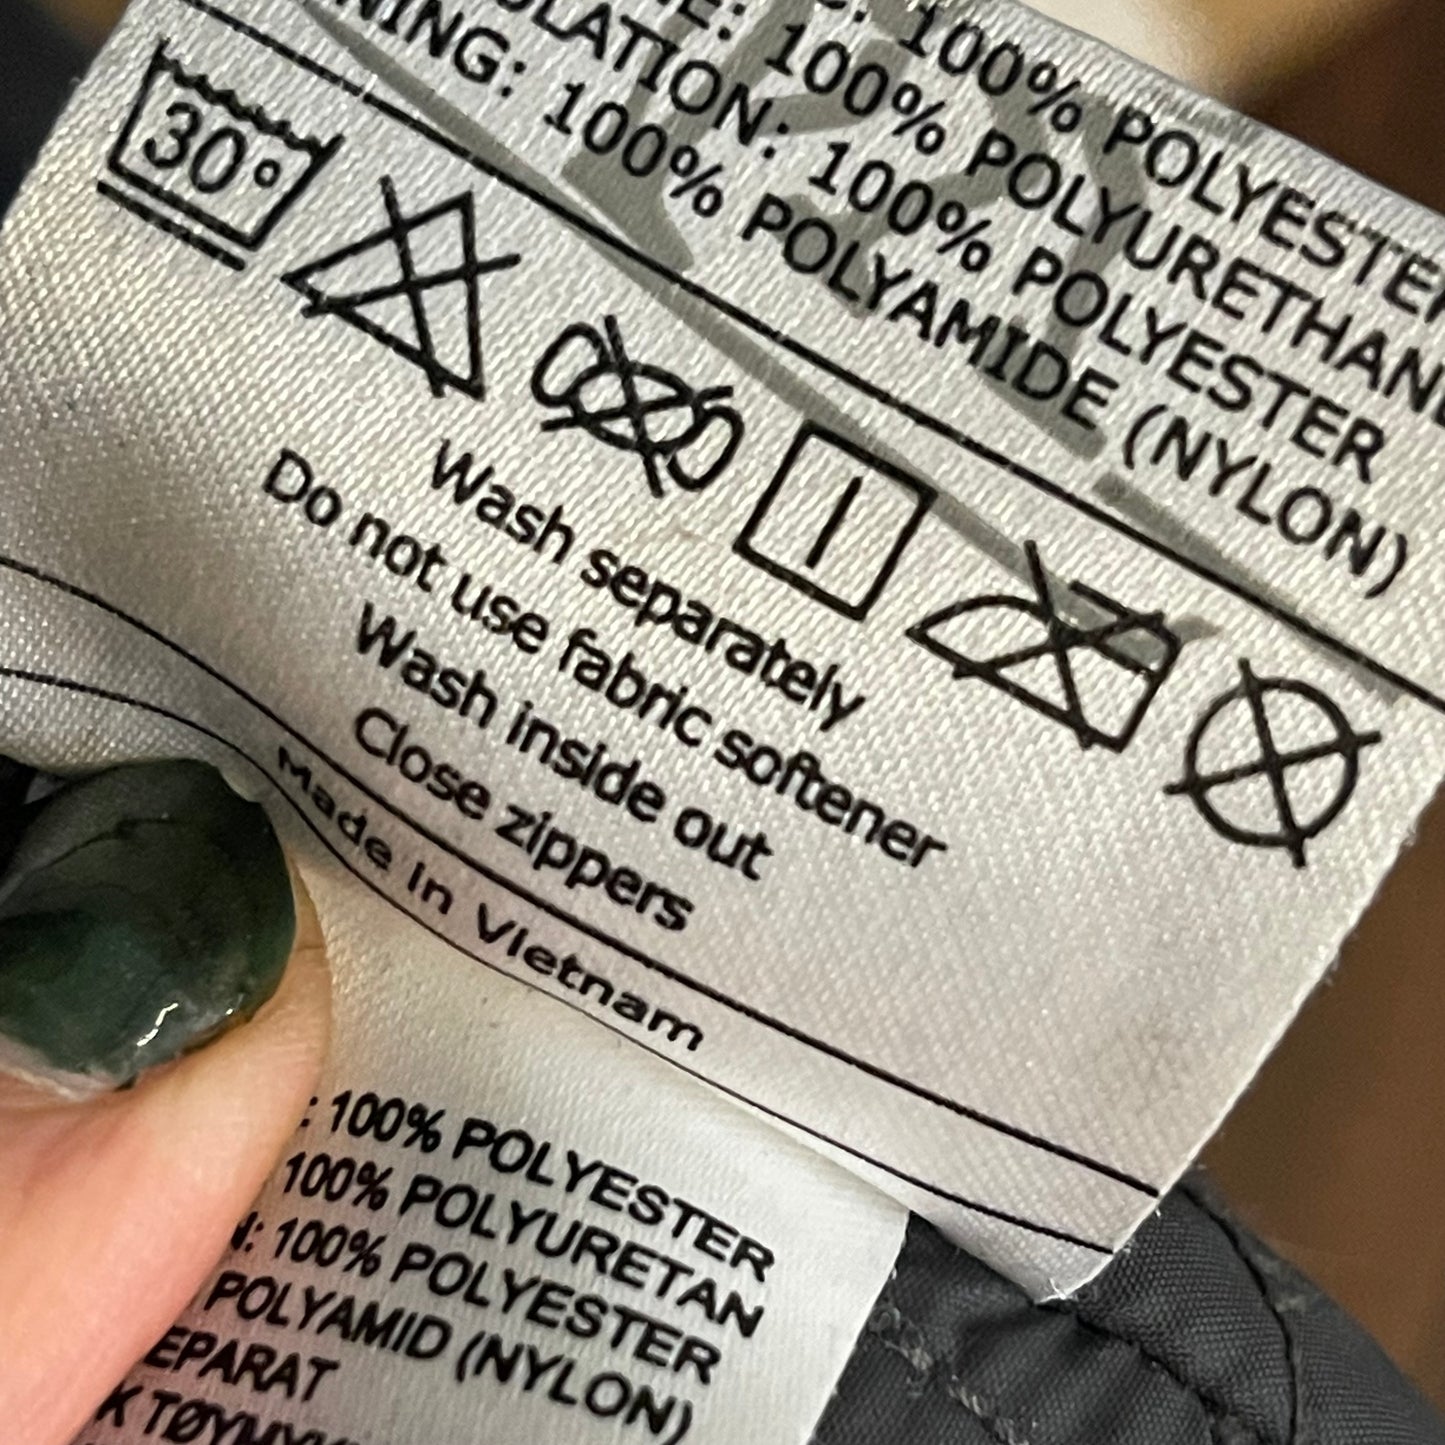 : 100% POLYESTER
: 100% POLYURETHAN
LATION: 100% POLYESTER
NING: 100% POLYAMIDE (NYLON)
30°
Wash separately
Do not use fabric softener
Wash inside out
Close zippers
Made in Vietnam
: 100% POLYESTER
100% POLYURETAN
N: 100% POLYESTER
POLYAMID (NYLON)
EPARAT